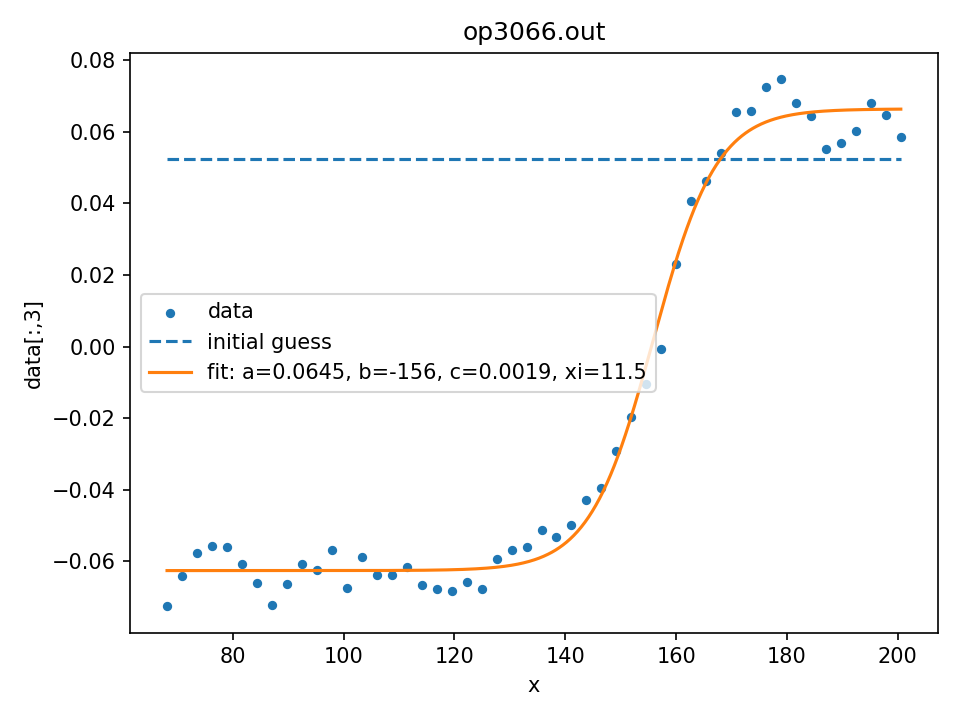 op3066.out
0.08
0.06
0.04
0.02
0.00
−0.02
−0.04
−0.06
data[:,3]
data
initial guess
fit: a=0.0645, b=-156, c=0.0019, xi=11.5
80 100 120 140 160 180 200
x